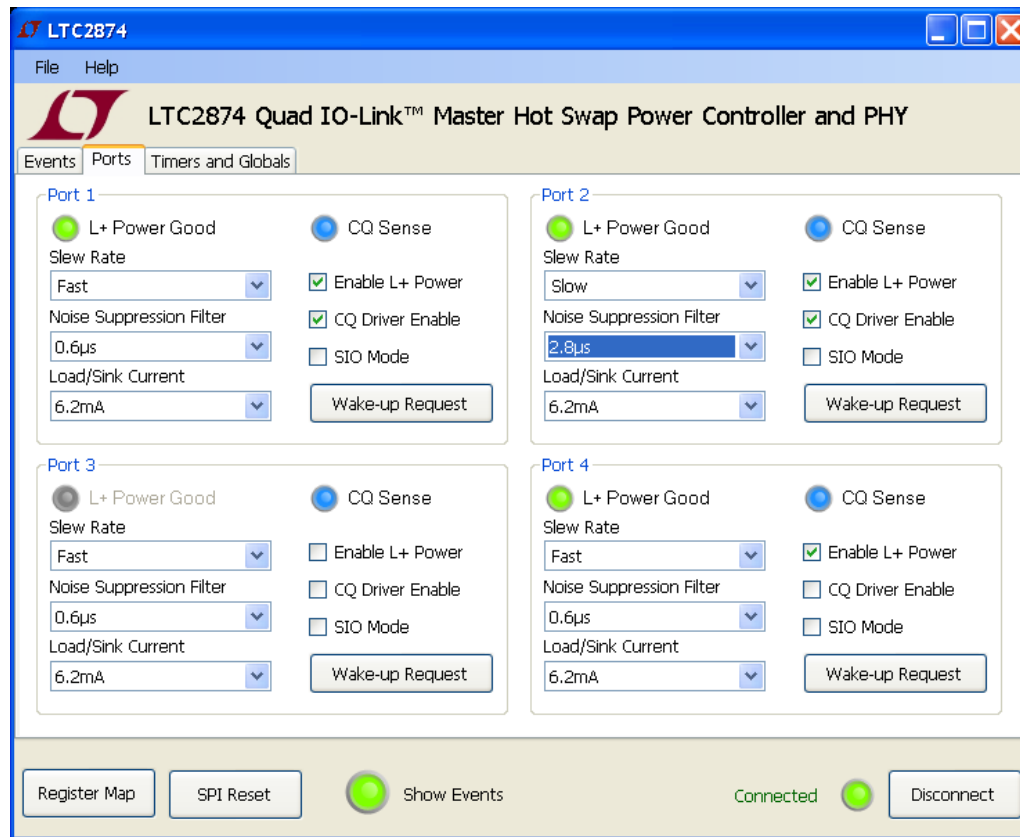 LTC2874
File Help
LTC2874 Quad IO-Link™ Master Hot Swap Power Controller and PHY
Events Ports Timers and Globals
Port 1
L+ Power Good CQ Sense
Slew Rate
Fast Enable L+ Power
Noise Suppression Filter CQ Driver Enable
0.6µs SIO Mode
Load/Sink Current
6.2mA Wake-up Request
Port 2
L+ Power Good CQ Sense
Slew Rate
Slow Enable L+ Power
Noise Suppression Filter CQ Driver Enable
2.8µs SIO Mode
Load/Sink Current
6.2mA Wake-up Request
Port 3
L+ Power Good CQ Sense
Slew Rate
Fast Enable L+ Power
Noise Suppression Filter CQ Driver Enable
0.6µs SIO Mode
Load/Sink Current
6.2mA Wake-up Request
Port 4
L+ Power Good CQ Sense
Slew Rate
Fast Enable L+ Power
Noise Suppression Filter CQ Driver Enable
0.6µs SIO Mode
Load/Sink Current
6.2mA Wake-up Request
Register Map SPI Reset Show Events Connected Disconnect